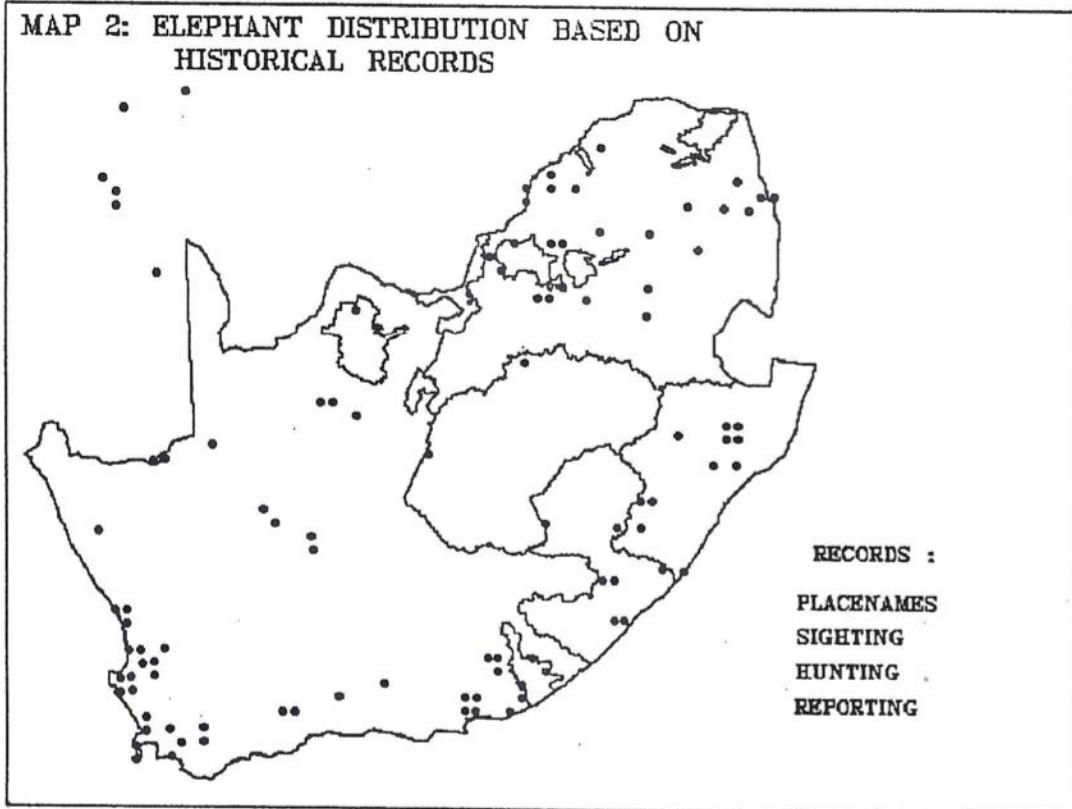 MAP 2: ELEPHANT DISTRIBUTION BASED ON
HISTORICAL RECORDS
RECORDS :
PLACENAMES
SIGHTING
HUNTING
REPORTING